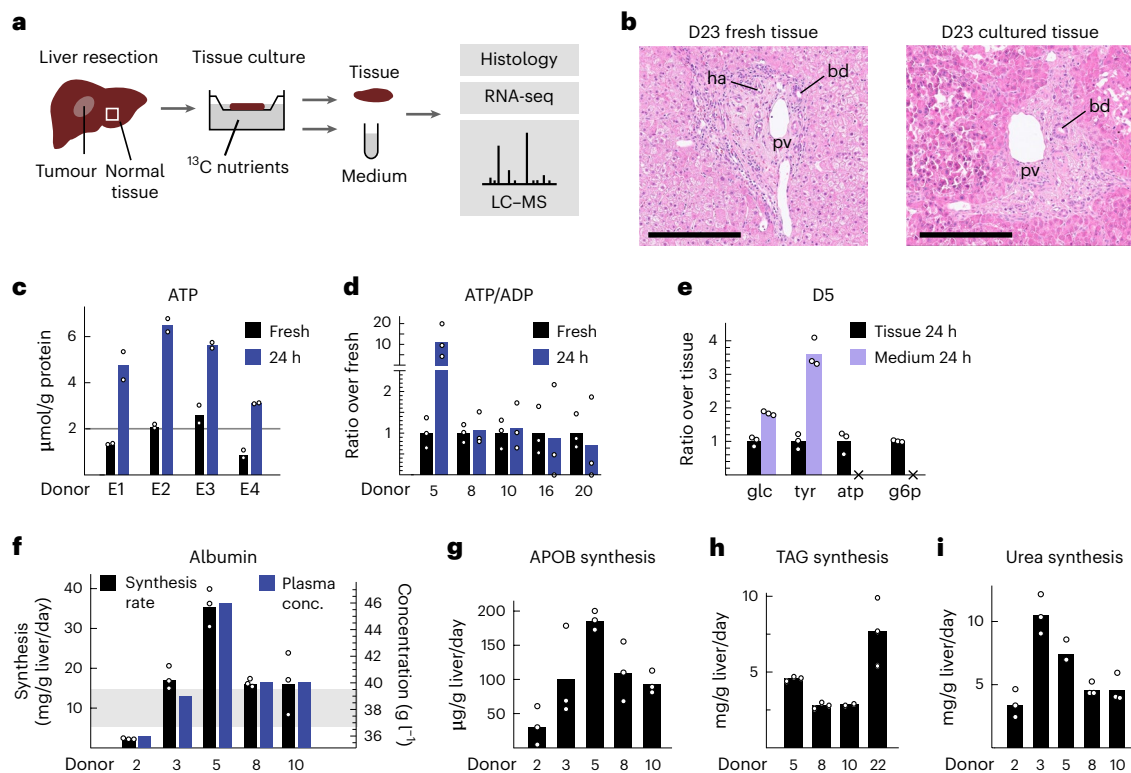 a
Liver resection
Tissue culture
Tissue
Tumour
Normal
tissue
13C nutrients
Medium
Histology
RNA-seq
LC–MS
b
D23 fresh tissue
ha
bd
pv
D23 cultured tissue
bd
pv
c
ATP
µmol/g protein
6
4
2
Fresh
24 h
Donor
E1 E2 E3 E4
d
ATP/ADP
Ratio over fresh
20
10
2
1
0
Fresh
24 h
Donor
5 8 10 16 20
e
D5
Ratio over tissue
4
3
2
1
Tissue 24 h
Medium 24 h
glc tyr atp g6p
f
Albumin
Synthesis
(mg/g liver/day)
40
30
20
10
Synthesis
rate
Plasma
conc.
46
44
42
40
38
36
Concentration (g l−1)
Donor 2 3 5 8 10
g
APOB synthesis
µg/g liver/day
200
150
100
50
Donor 2 3 5 8 10
h
TAG synthesis
mg/g liver/day
10
5
Donor 5 8 10 22
i
Urea synthesis
mg/g liver/day
10
5
Donor 2 3 5 8 10